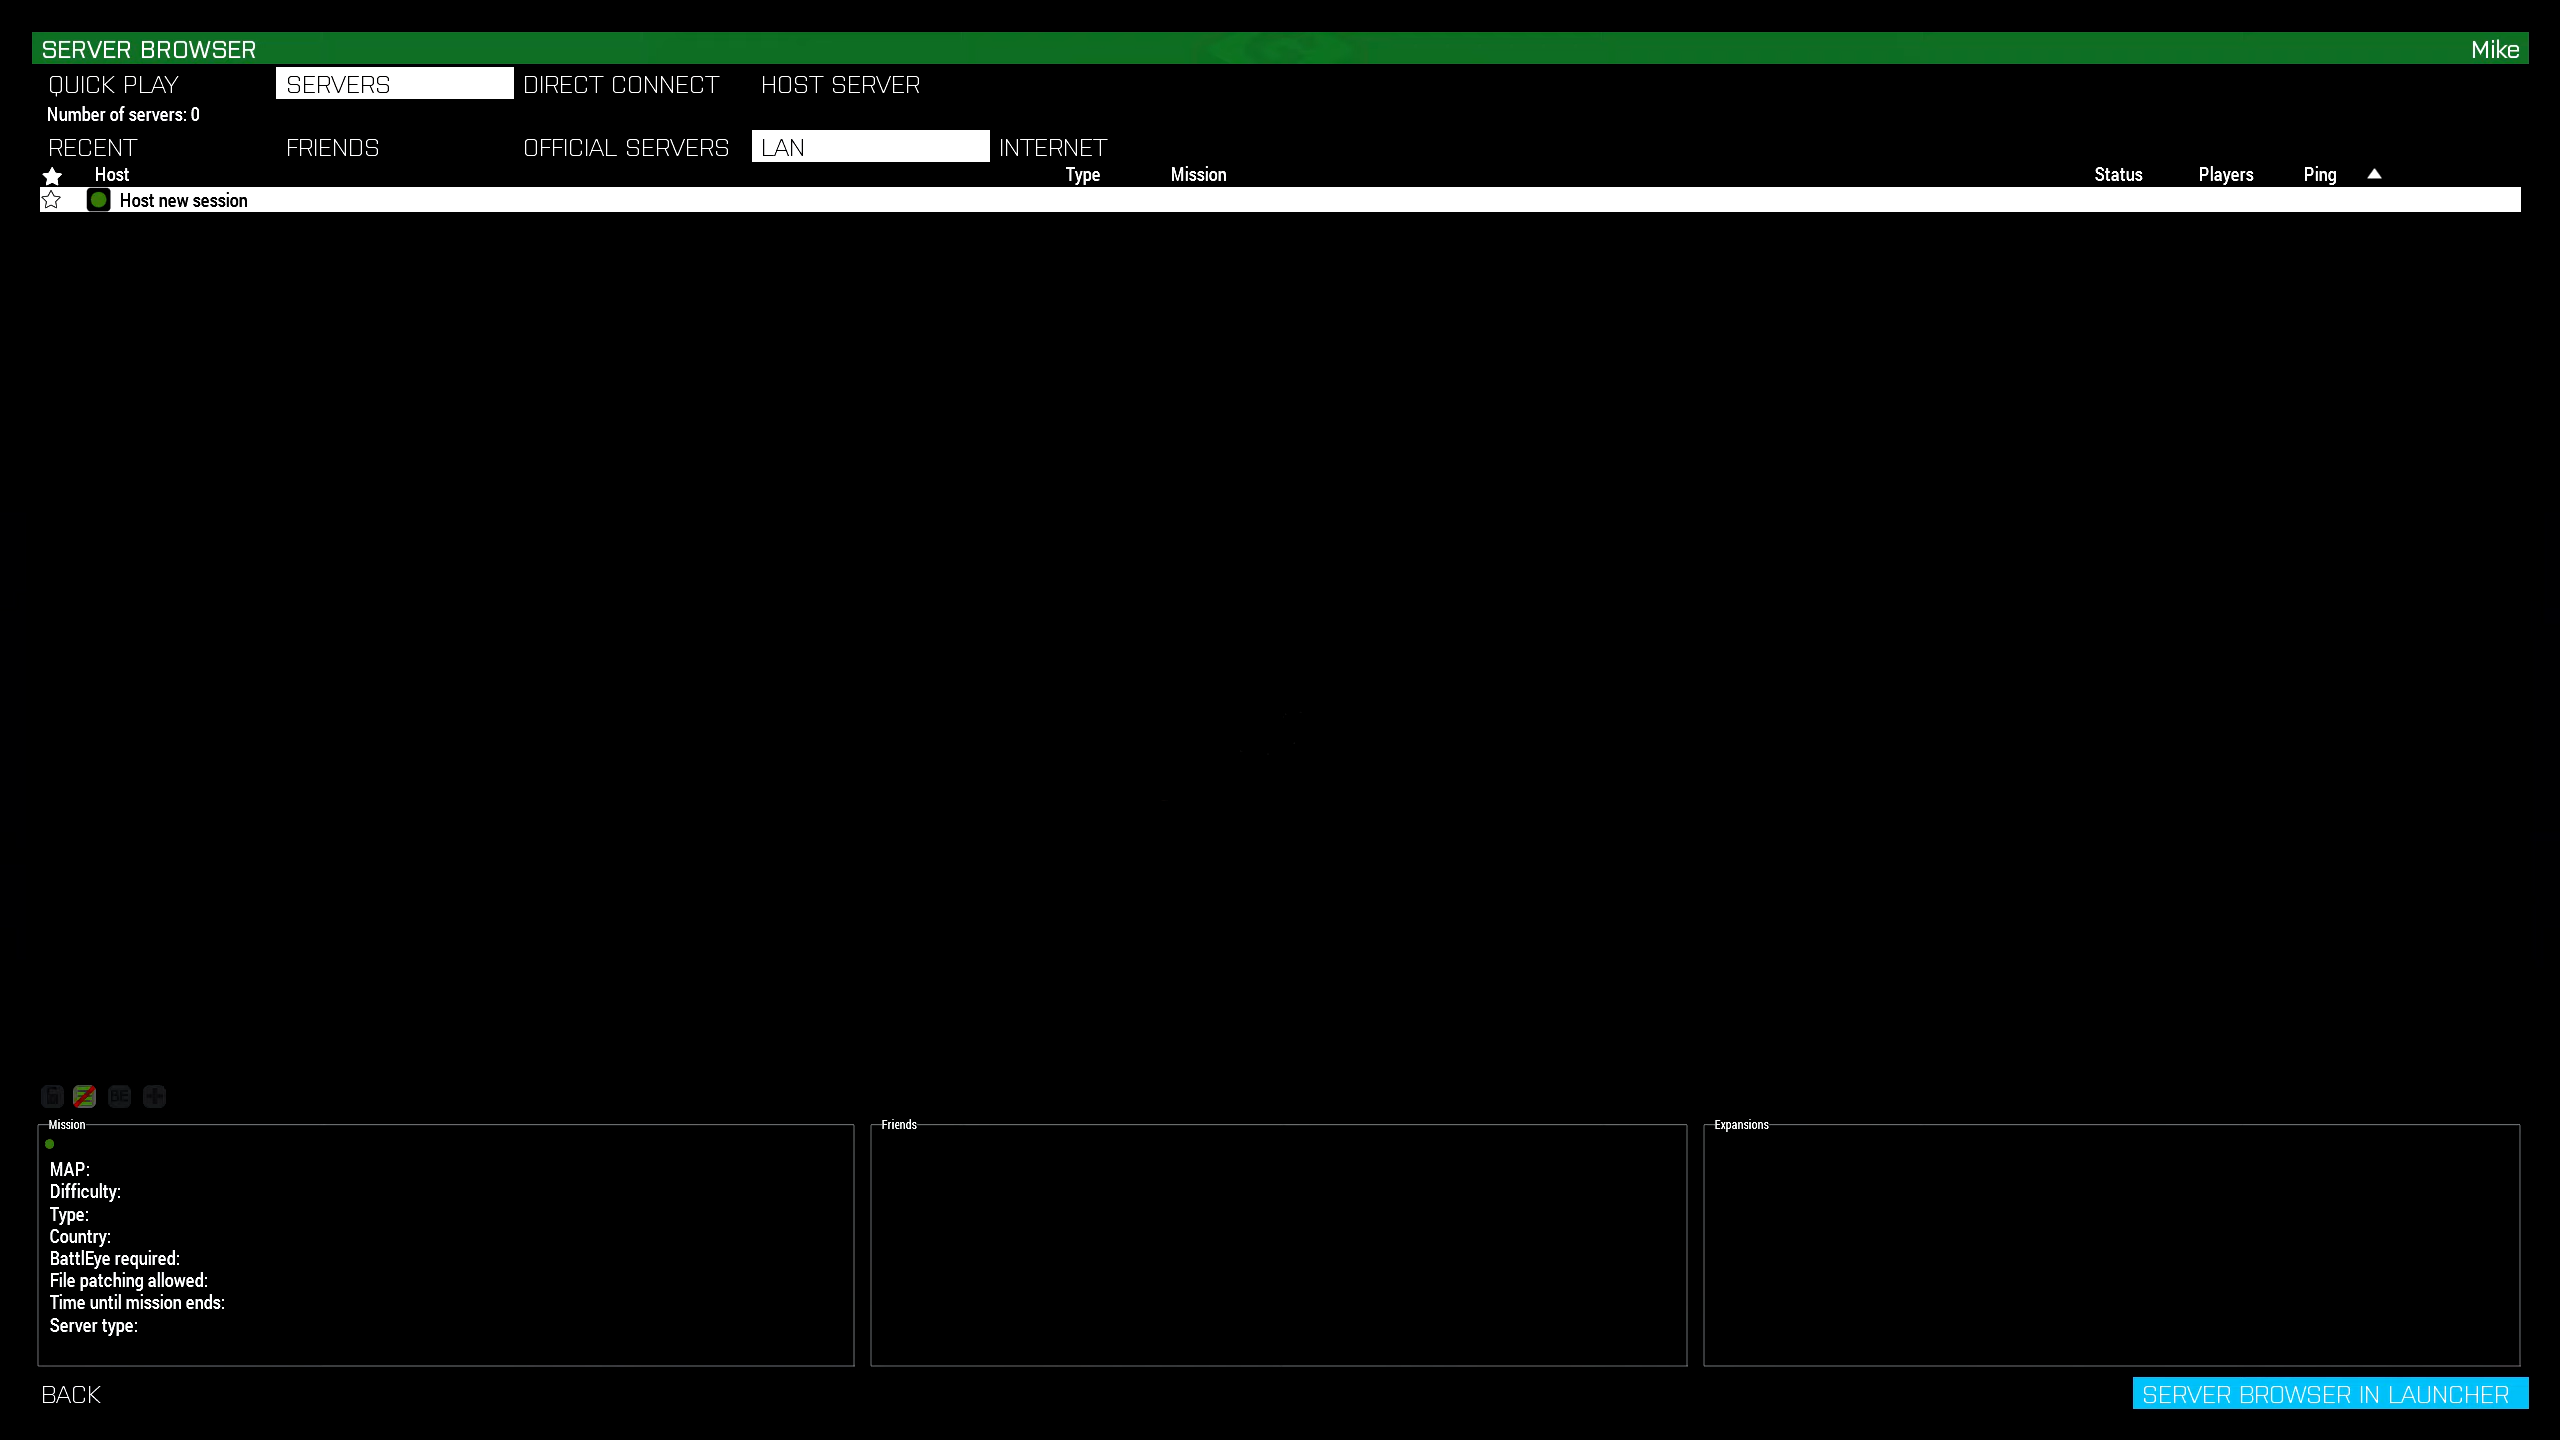 SERVER BROWSER Mike
QUICK PLAY SERVERS DIRECT CONNECT HOST SERVER
Number of servers: 0
RECENT FRIENDS OFFICIAL SERVERS LAN INTERNET
Host Type Mission Status Players Ping
Host new session
BE
Mission Friends Expansions
MAP:
Difficulty:
Type:
Country:
BattlEye required:
File patching allowed:
Time until mission ends:
Server type:
BACK SERVER BROWSER IN LAUNCHER